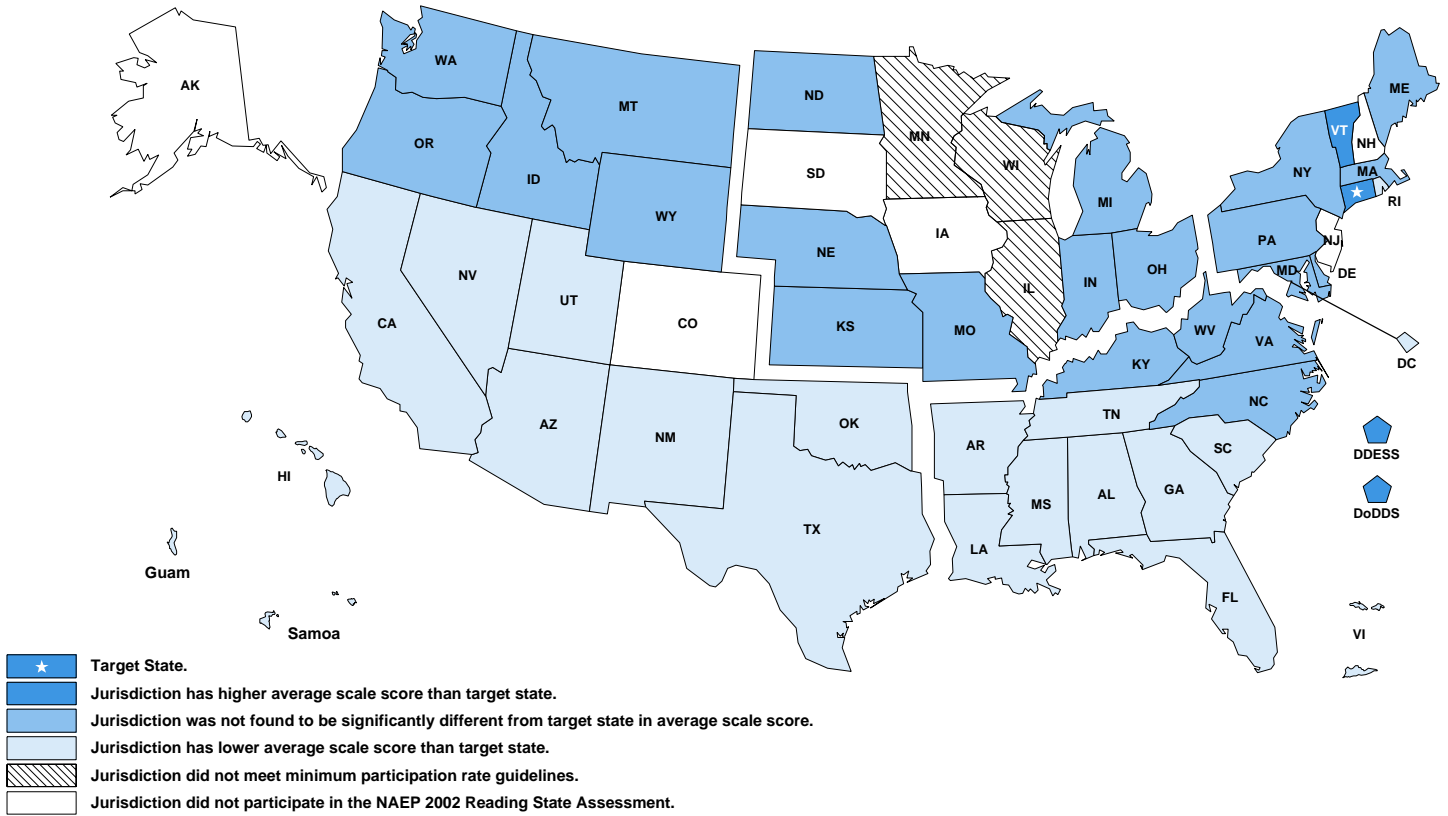 AK
WA
MT
ND
MN
ME
VT
NH
OR
ID
SD
WI
NY
MA
RI
WY
MI
IA
PA
NJ
NE
NV
UT
IN
OH
MD
DE
IL
CA
CO
KS
MO
WV
VA
KY
DC
NC
AZ
NM
OK
TN
AR
SC
DDESS
HI
MS
AL
GA
DoDDS
TX
LA
Guam
FL
Samoa
VI
Target State.
Jurisdiction has higher average scale score than target state.
Jurisdiction was not found to be significantly different from target state in average scale score.
Jurisdiction has lower average scale score than target state.
Jurisdiction did not meet minimum participation rate guidelines.
Jurisdiction did not participate in the NAEP 2002 Reading State Assessment.